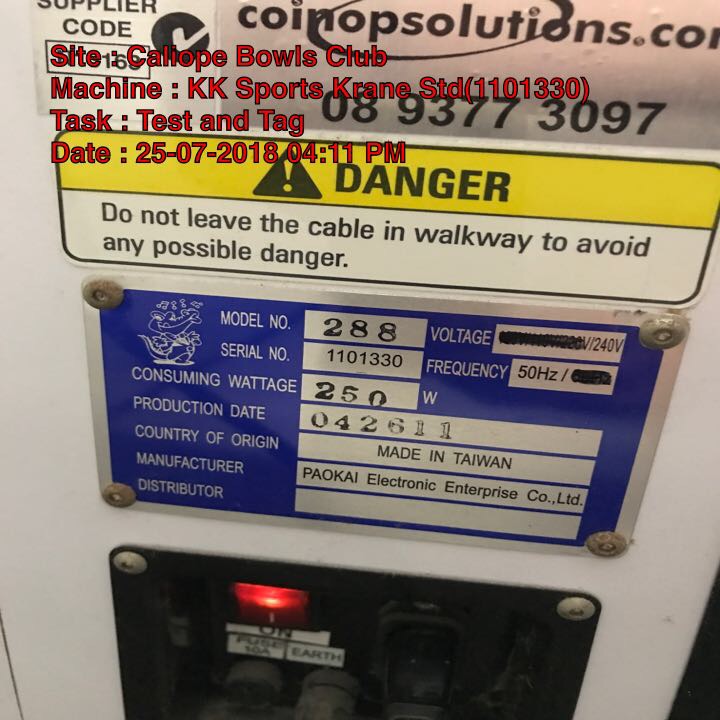 SUPPLIER
CODE
coinopsolutions.com
Site : Caliope Bowls Club
Machine : KK Sports Krane Std(1101330)
08 9377 3097
Task : Test and Tag
Date : 25-07-2018 04:11 PM
DANGER
Do not leave the cable in walkway to avoid
any possible danger.
MODEL NO. 288 VOLTAGE V/240V
SERIAL NO. 1101330 FREQUENCY 50Hz /
CONSUMING WATTAGE 250 W
PRODUCTION DATE 042611
COUNTRY OF ORIGIN MADE IN TAIWAN
MANUFACTURER PAOKAI Electronic Enterprise Co.,Ltd.
DISTRIBUTOR
I
ON
FUSE EARTH
10A